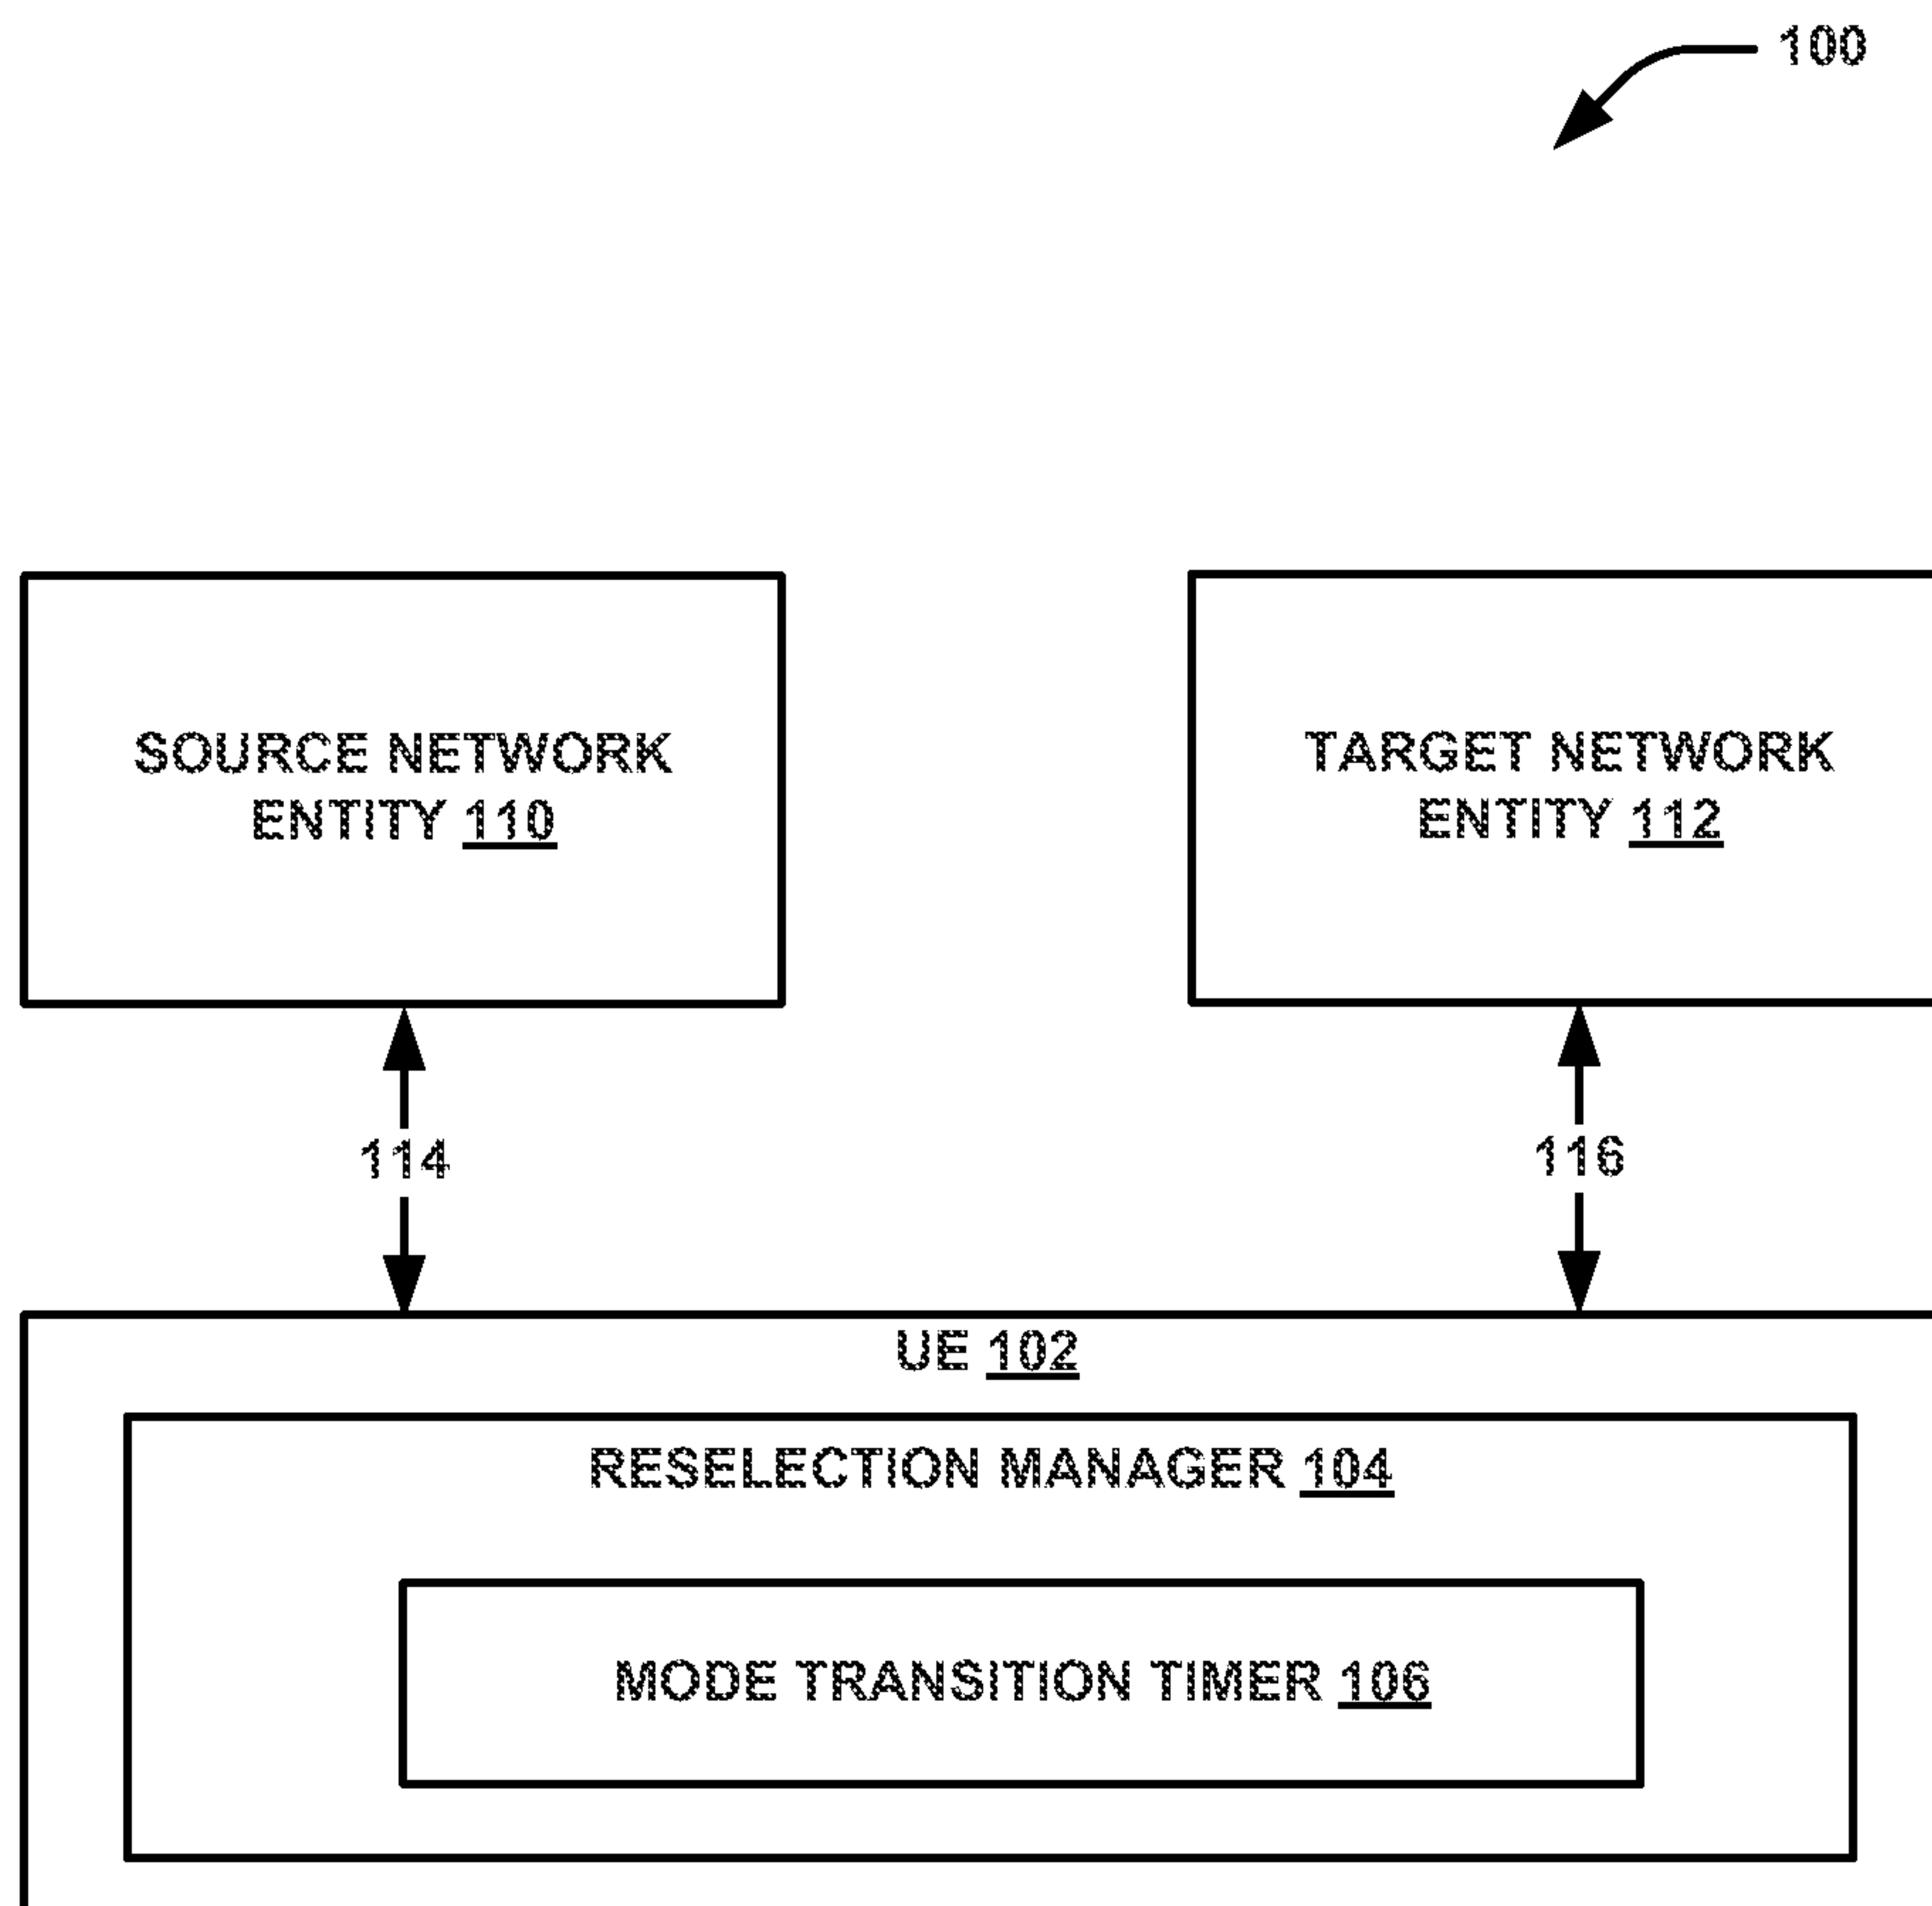 100
SOURCE NETWORK
ENTITY 110
TARGET NETWORK
ENTITY 112
114
116
UE 102
RESELECTION MANAGER 104
MODE TRANSITION TIMER 106